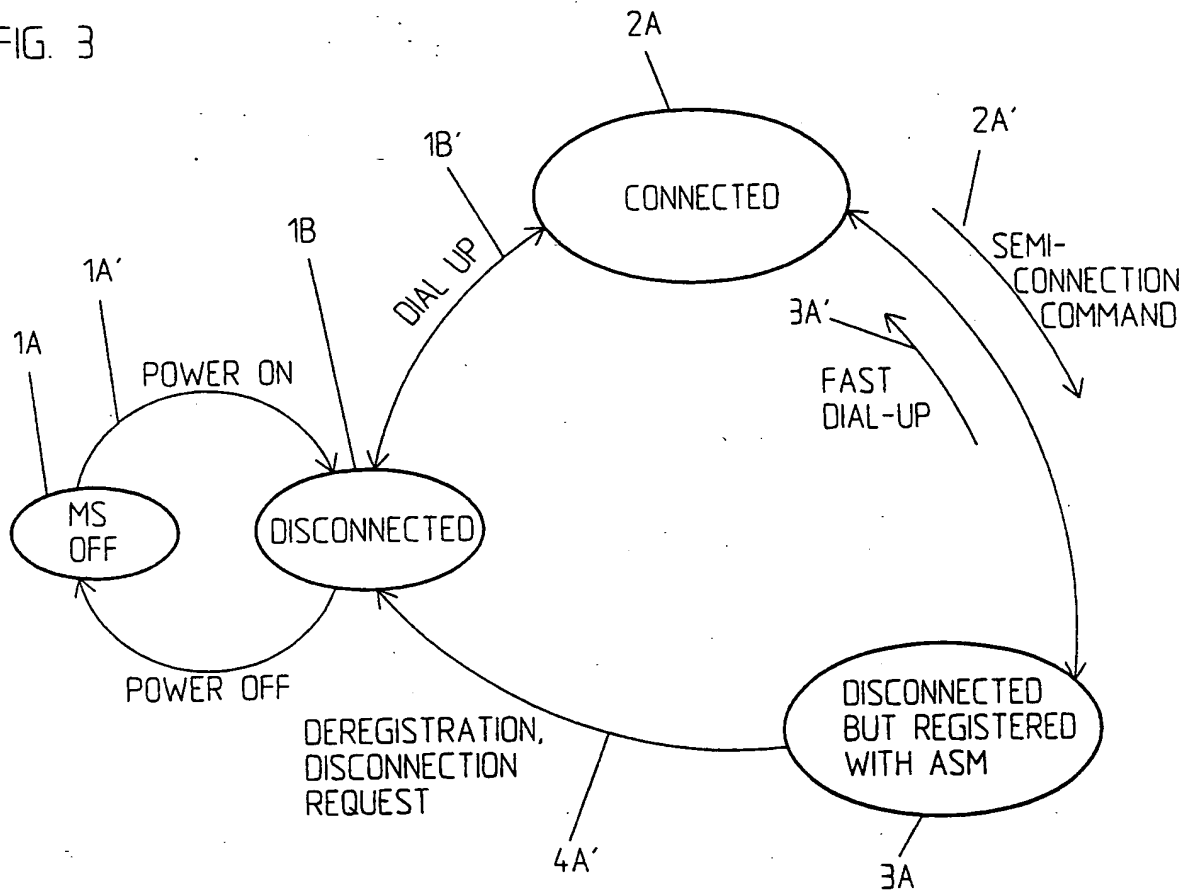 FIG. 3
2A
2A'
1B'
CONNECTED
1B
DIAL UP
SEMI-
CONNECTION
COMMAND
1A'
3A'
1A
POWER ON
FAST
DIAL-UP
MS
OFF
DISCONNECTED
POWER OFF
DISCONNECTED
BUT REGISTERED
WITH ASM
DEREGISTRATION,
DISCONNECTION
REQUEST
4A'
3A